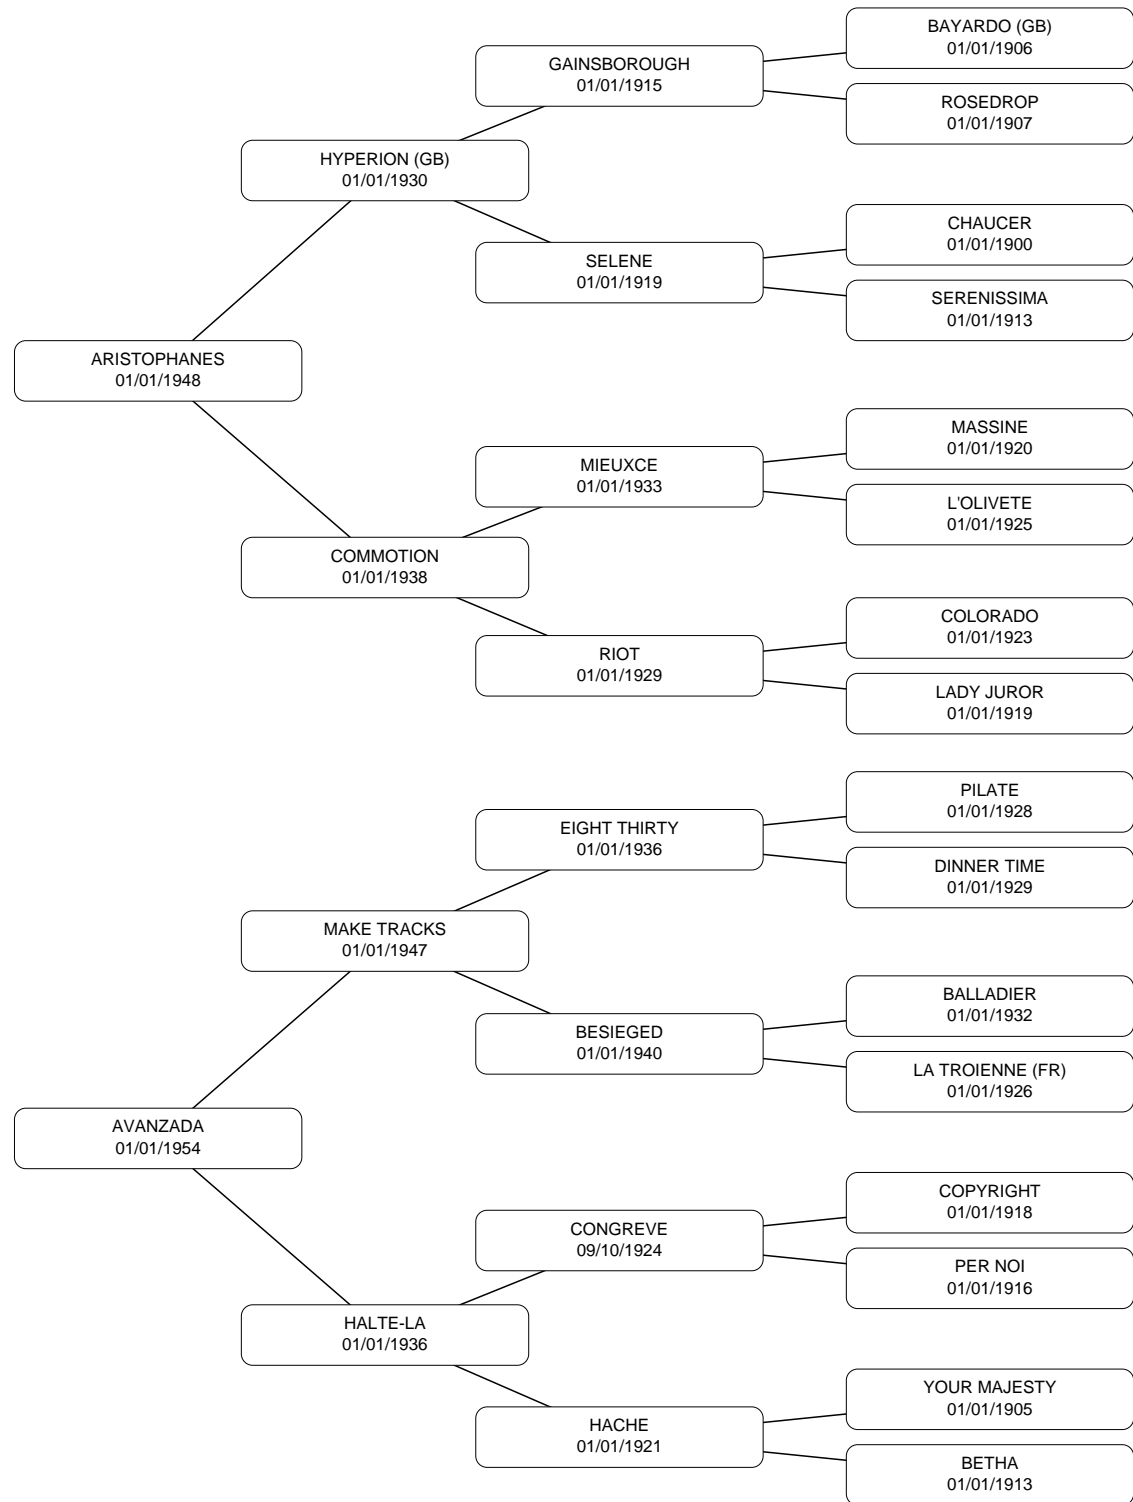 BAYARDO (GB)
01/01/1906
GAINSBOROUGH
01/01/1915
ROSEDROP
01/01/1907
HYPERION (GB)
01/01/1930
CHAUCER
01/01/1900
SELENE
01/01/1919
SERENISSIMA
01/01/1913
ARISTOPHANES
01/01/1948
MASSINE
01/01/1920
MIEUXCE
01/01/1933
L'OLIVETE
01/01/1925
COMMOTION
01/01/1938
COLORADO
01/01/1923
RIOT
01/01/1929
LADY JUROR
01/01/1919
PILATE
01/01/1928
EIGHT THIRTY
01/01/1936
DINNER TIME
01/01/1929
MAKE TRACKS
01/01/1947
BALLADIER
01/01/1932
BESIEGED
01/01/1940
LA TROIENNE (FR)
01/01/1926
AVANZADA
01/01/1954
COPYRIGHT
01/01/1918
CONGREVE
09/10/1924
PER NOI
01/01/1916
HALTE-LA
01/01/1936
YOUR MAJESTY
01/01/1905
HACHE
01/01/1921
BETHA
01/01/1913